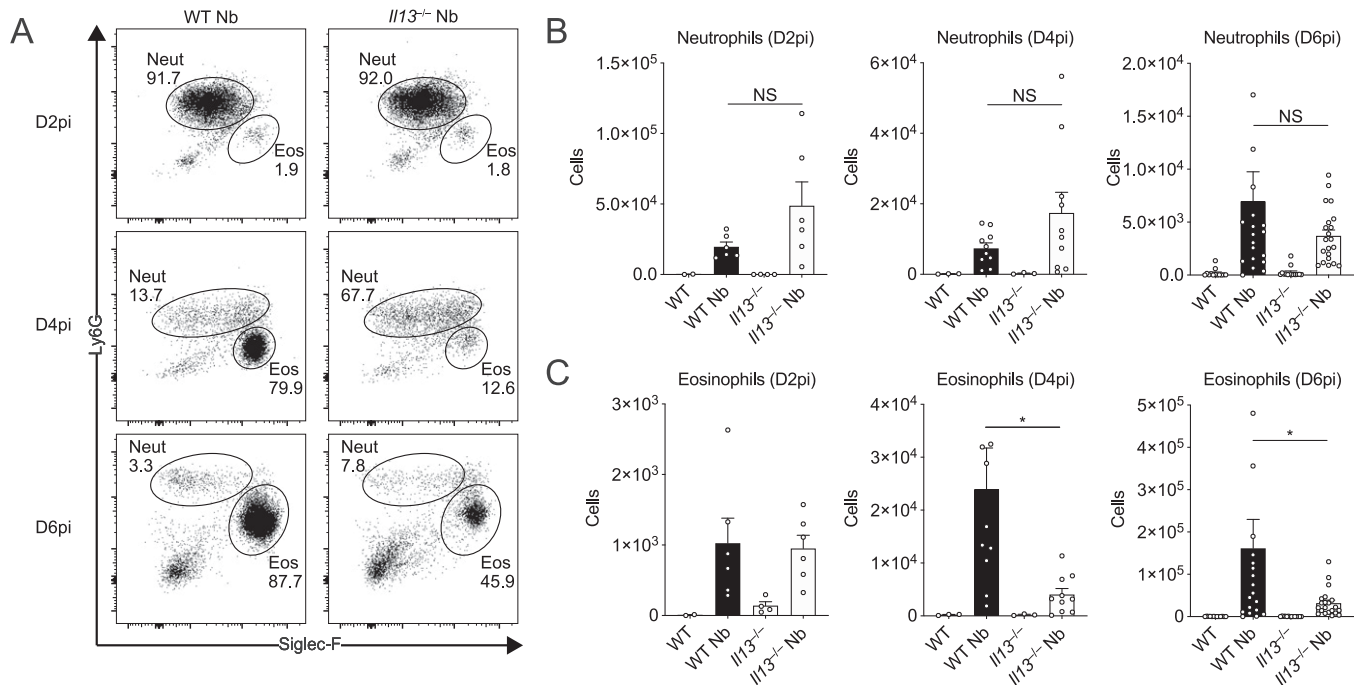 A
WT Nb
Il13–/– Nb
D2pi
Neut
91.7
Eos
1.9
Neut
92.0
Eos
1.8
D4pi
Neut
13.7
Eos
79.9
Neut
67.7
Eos
12.6
D6pi
Neut
3.3
Eos
87.7
Neut
7.8
Eos
45.9
Ly6G
Siglec-F
B
Neutrophils (D2pi)
Cells
1.5×10⁵
1.0×10⁵
5.0×10⁴
0.0
NS
WT
WT Nb
Il13–/–
Il13–/– Nb
Neutrophils (D4pi)
Cells
6×10⁴
4×10⁴
2×10⁴
0
NS
WT
WT Nb
Il13–/–
Il13–/– Nb
Neutrophils (D6pi)
Cells
2.0×10⁴
1.5×10⁴
1.0×10⁴
5.0×10³
0.0
NS
WT
WT Nb
Il13–/–
Il13–/– Nb
C
Eosinophils (D2pi)
Cells
3×10³
2×10³
1×10³
0
WT
WT Nb
Il13–/–
Il13–/– Nb
Eosinophils (D4pi)
Cells
4×10⁴
3×10⁴
2×10⁴
1×10⁴
0
*
WT
WT Nb
Il13–/–
Il13–/– Nb
Eosinophils (D6pi)
Cells
5×10⁵
4×10⁵
3×10⁵
2×10⁵
1×10⁵
0
*
WT
WT Nb
Il13–/–
Il13–/– Nb